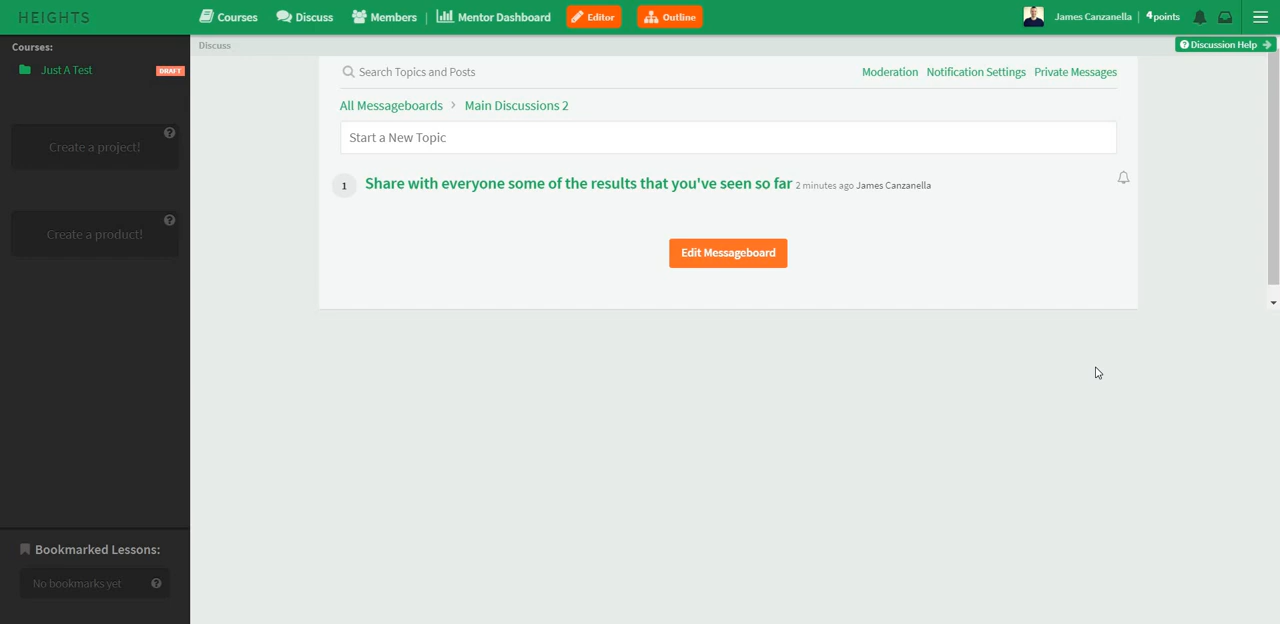 HEIGHTS
Courses Discuss Members | Mentor Dashboard Editor Outline James Canzanella 4 points
Courses:
Just A Test DRAFT
Create a project!
Create a product!
Bookmarked Lessons:
No bookmarks yet
Discuss
Discussion Help
Search Topics and Posts Moderation Notification Settings Private Messages
All Messageboards > Main Discussions 2
Start a New Topic
1 Share with everyone some of the results that you've seen so far 2 minutes ago James Canzanella
Edit Messageboard